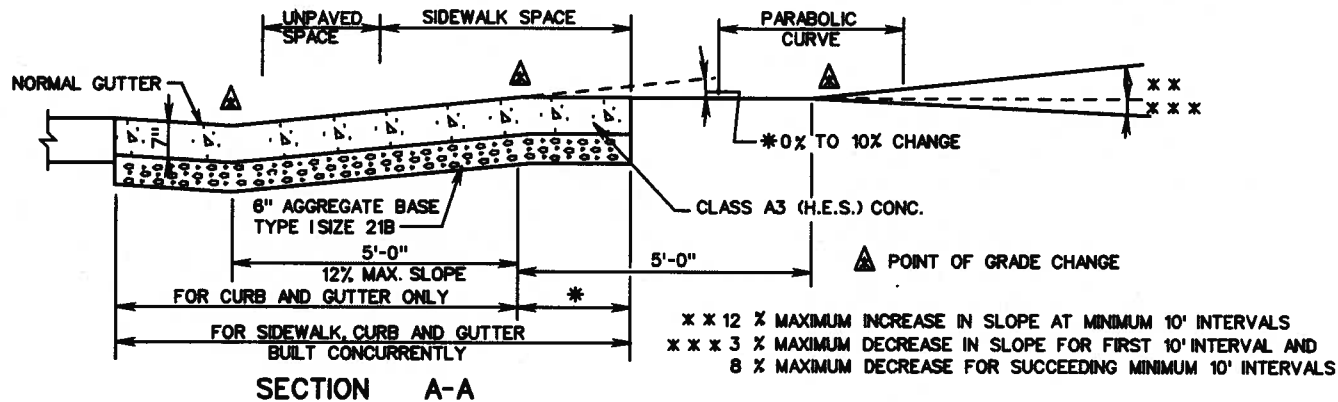 UNPAVED
SPACE
SIDEWALK SPACE
PARABOLIC
CURVE
NORMAL GUTTER
**
***
7"
*0% TO 10% CHANGE
6" AGGREGATE BASE
TYPE I SIZE 21B
CLASS A3 (H.E.S.) CONC.
5'-0"
12% MAX. SLOPE
5'-0"
POINT OF GRADE CHANGE
FOR CURB AND GUTTER ONLY
*
FOR SIDEWALK, CURB AND GUTTER
BUILT CONCURRENTLY
** 12 % MAXIMUM INCREASE IN SLOPE AT MINIMUM 10' INTERVALS
*** 3 % MAXIMUM DECREASE IN SLOPE FOR FIRST 10' INTERVAL AND
8 % MAXIMUM DECREASE FOR SUCCEEDING MINIMUM 10' INTERVALS
SECTION A-A